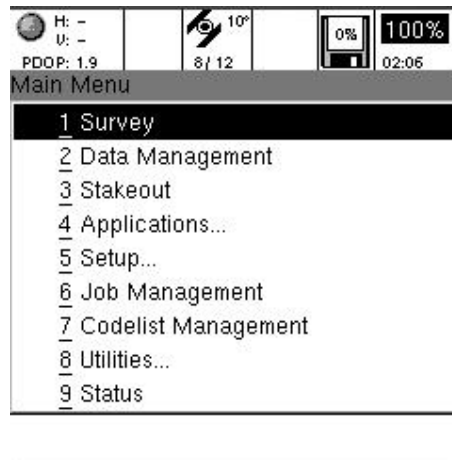 H: -
V: -
PDOP: 1.9
10°
8/ 12
0%
100%
02:06
Main Menu
1 Survey
2 Data Management
3 Stakeout
4 Applications...
5 Setup...
6 Job Management
7 Codelist Management
8 Utilities...
9 Status